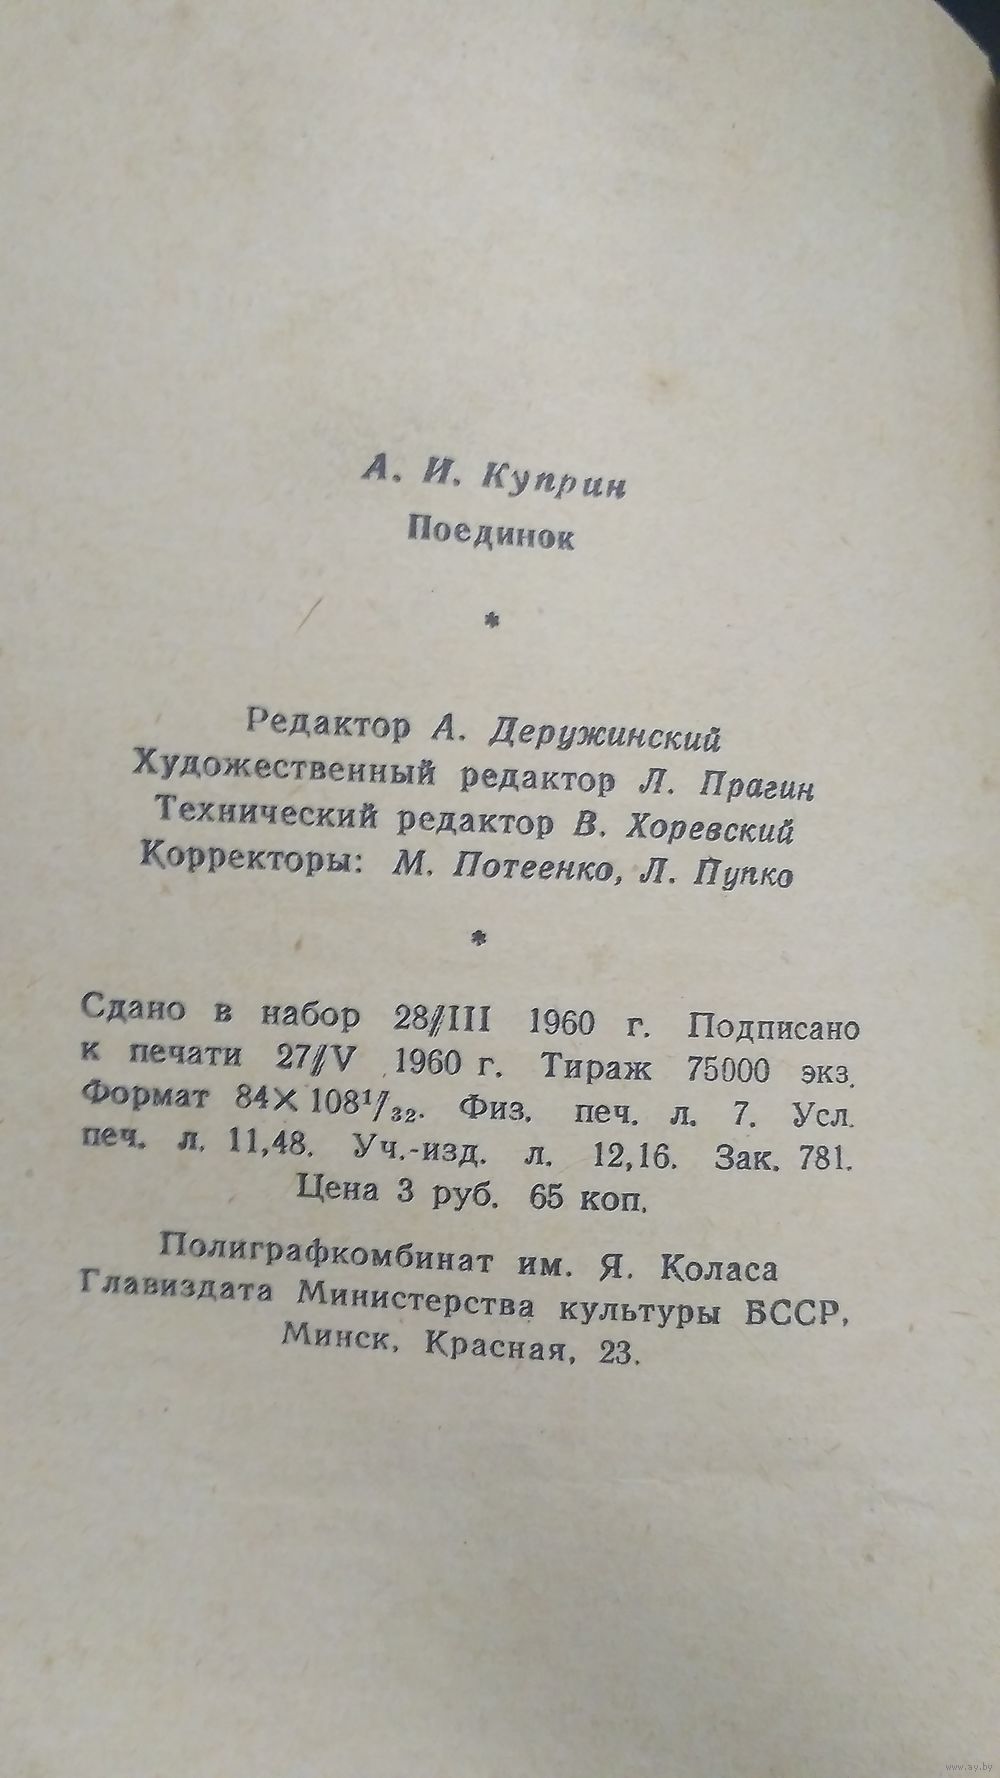 А. И. Куприн
Поединок
*
Редактор А. Деружинский
Художественный редактор Л. Прагин
Технический редактор В. Хоревский
Корректоры: М. Потеенко, Л. Пупко
*
Сдано в набор 28/III 1960 г. Подписано
к печати 27/V 1960 г. Тираж 75000 экз.
Формат 84×108¹/₃₂. Физ. печ. л. 7. Усл.
печ. л. 11,48. Уч.-изд. л. 12,16. Зак. 781.
Цена 3 руб. 65 коп.
Полиграфкомбинат им. Я. Коласа
Главиздата Министерства культуры БССР,
Минск, Красная, 23.
www.ay.by